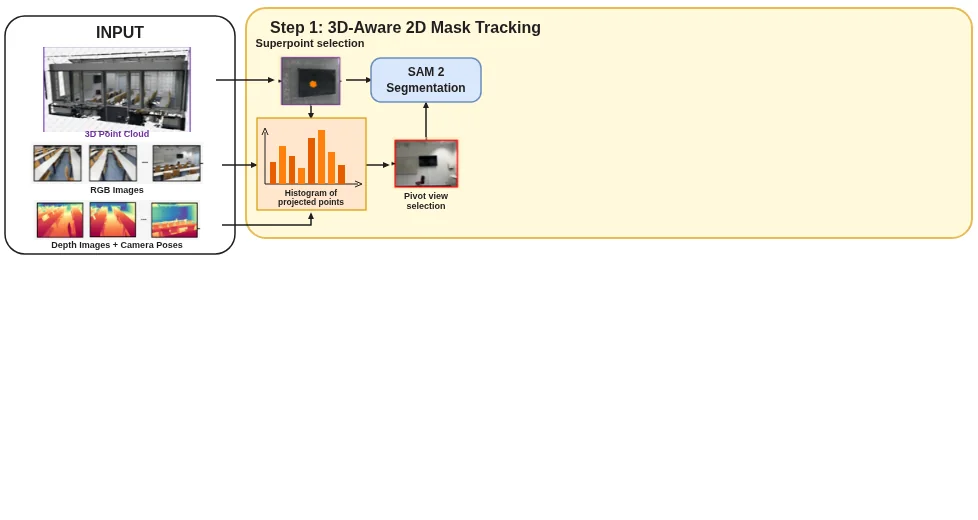 INPUT
3D Point Cloud
RGB Images
Depth Images + Camera Poses
Step 1: 3D-Aware 2D Mask Tracking
Superpoint selection
SAM 2
Segmentation
Histogram of
projected points
Pivot view
selection